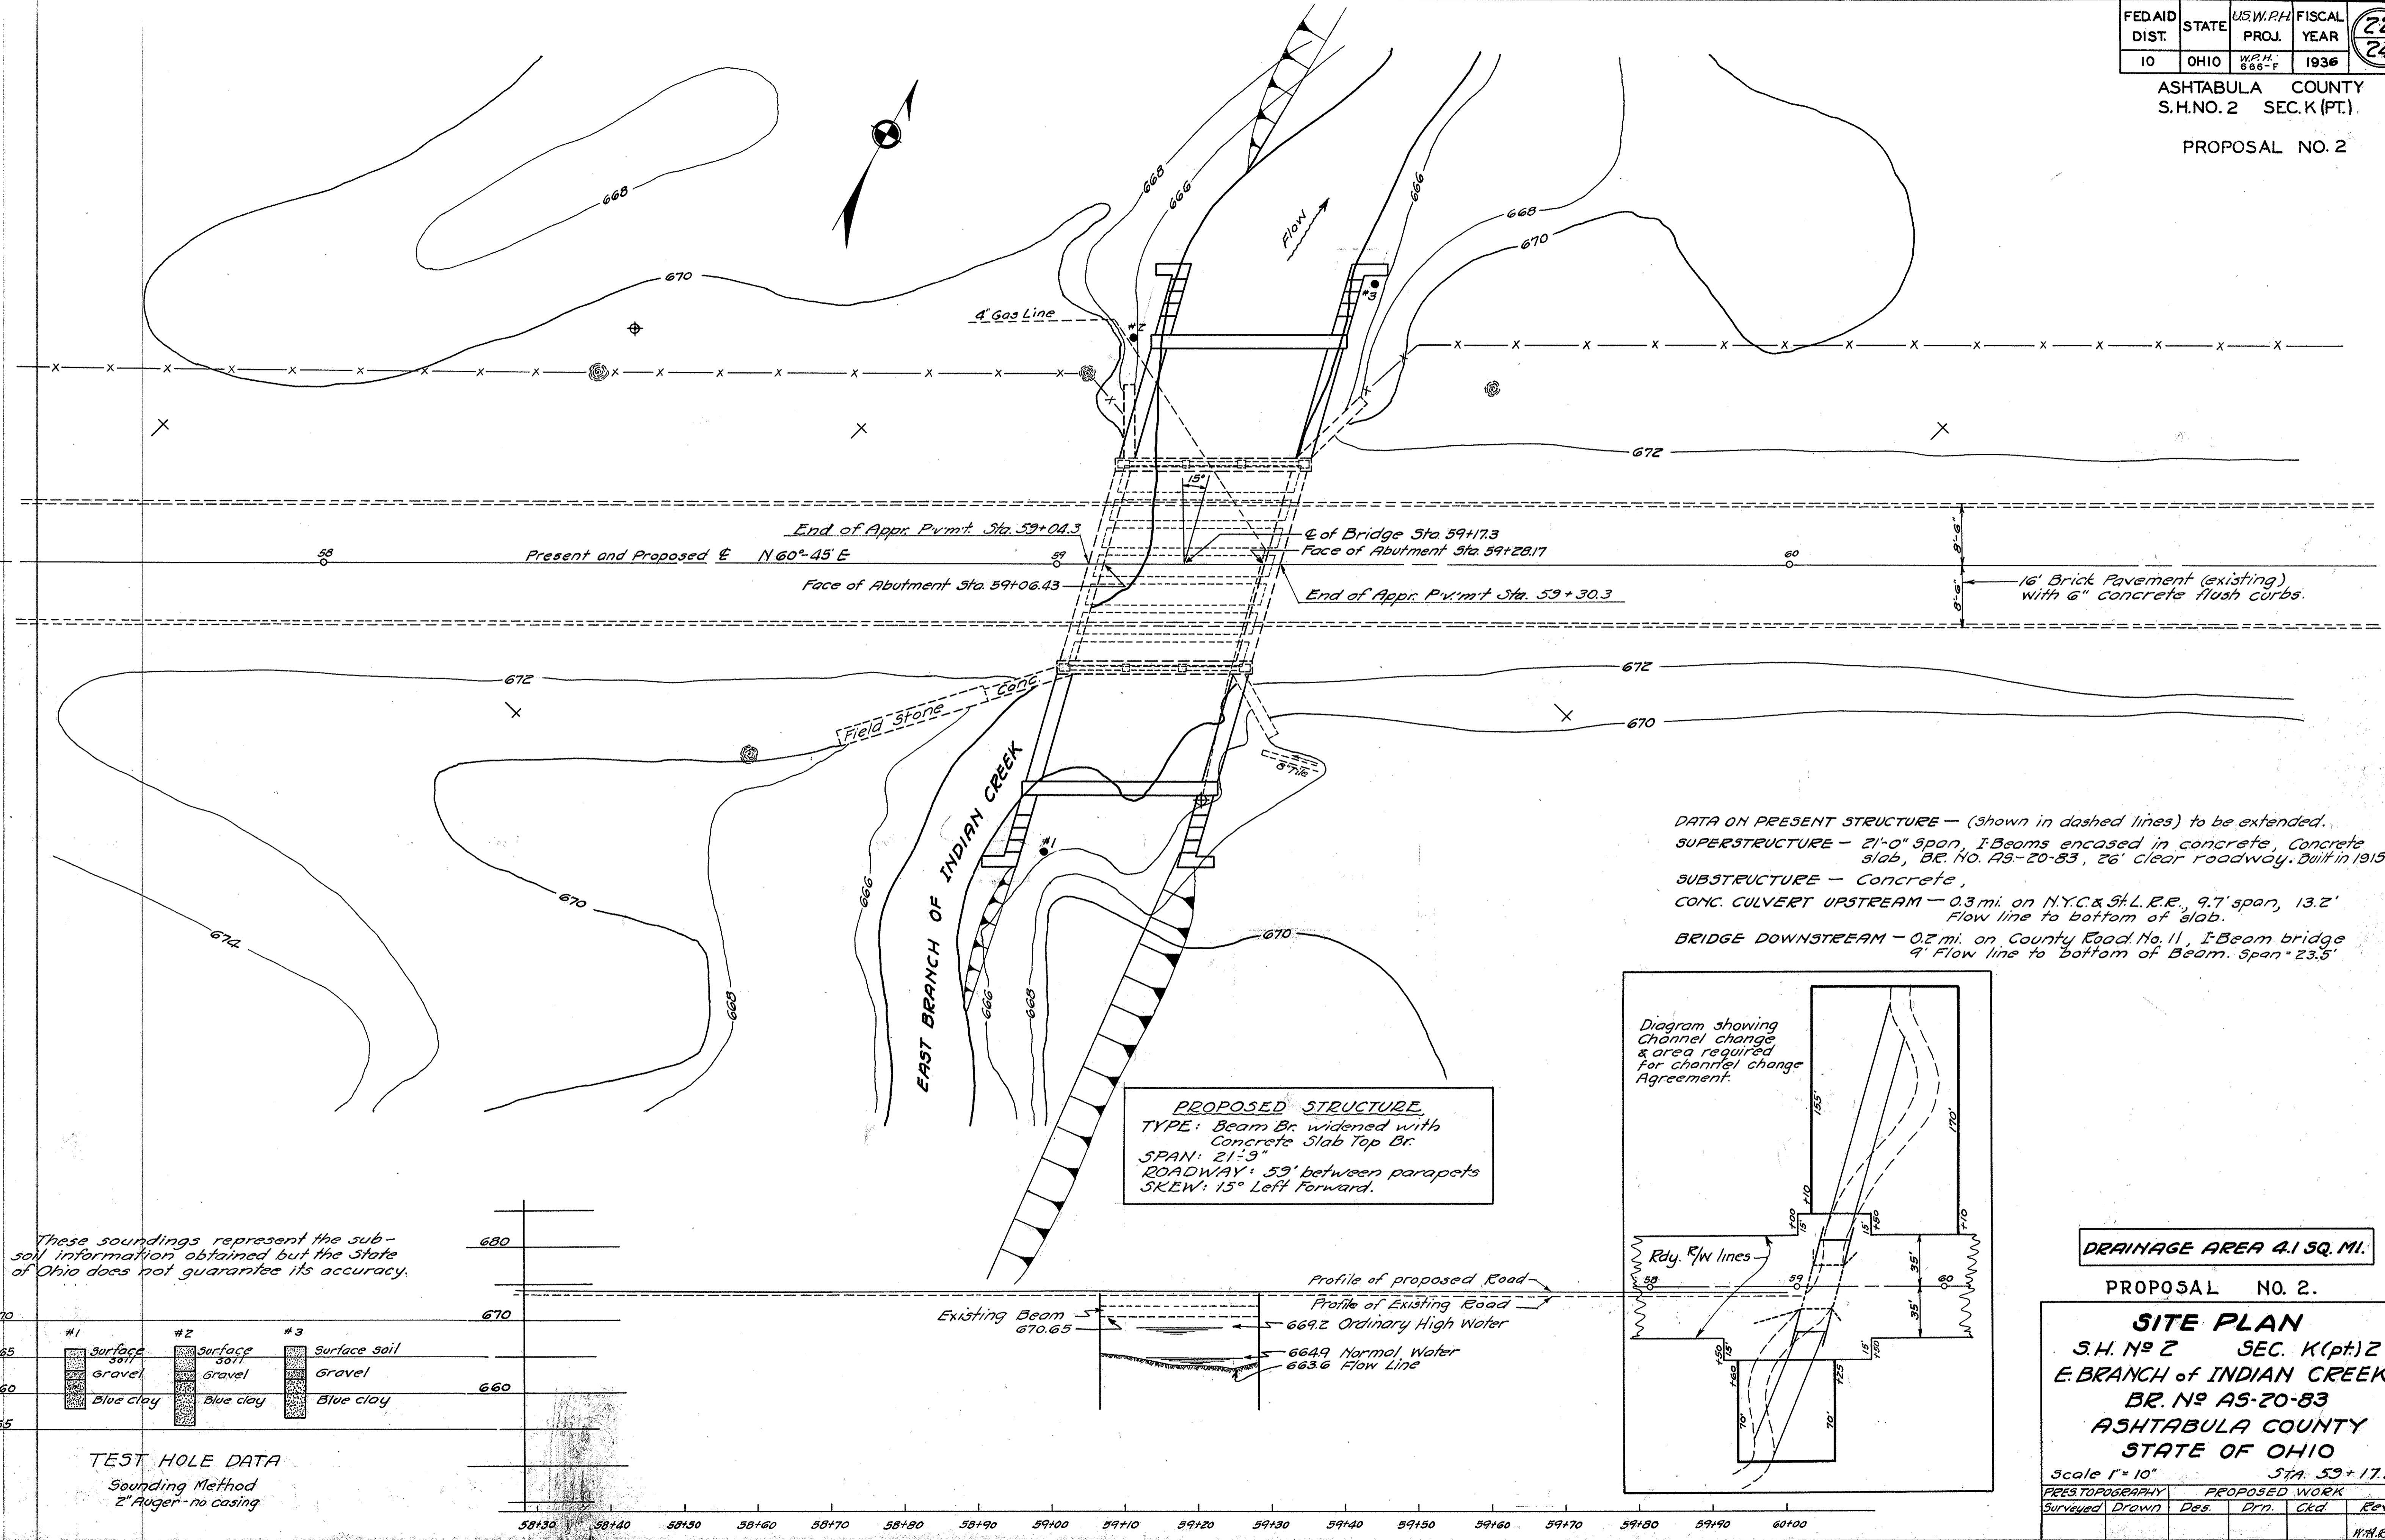 FED.AID DIST. STATE U.S.W.P.H. PROJ. FISCAL YEAR
10 OHIO W.P.H. 666-F 1936
ASHTABULA COUNTY
S.H.NO. 2 SEC. K (PT.)
PROPOSAL NO. 2
668
670
668
666
Flow
666
668
670
4" Gas Line
#2
#3
672
15°
End of Appr. Pvm't. Sta. 59+04.3
℄ of Bridge Sta. 59+17.3
Face of Abutment Sta. 59+28.17
58
Present and Proposed ℄ N 60°-45' E
59
60
8'-6"
8'-6"
Face of Abutment Sta. 59+06.43
End of Appr. Pvm't Sta. 59+30.3
16' Brick Pavement (existing)
with 6" concrete flush curbs.
672
672
Field Stone
Conc.
670
8" Tile
EAST BRANCH OF INDIAN CREEK
#1
666
670
674
668
666
668
670
DATA ON PRESENT STRUCTURE — (Shown in dashed lines) to be extended.
SUPERSTRUCTURE — 21'-0" Span, I-Beams encased in concrete, Concrete
slab, BR. NO. AS-20-83, 26' clear roadway. Built in 1915
SUBSTRUCTURE — Concrete,
CONC. CULVERT UPSTREAM — 0.3 mi. on N.Y.C. & St. L. R.R., 9.7' span, 13.2'
Flow line to bottom of slab.
BRIDGE DOWNSTREAM — 0.2 mi. on County Road No. 11, I-Beam bridge
9' Flow line to bottom of Beam. Span = 23.5'
PROPOSED STRUCTURE
TYPE: Beam Br. widened with
Concrete Slab Top Br.
SPAN: 21'-9"
ROADWAY: 59' between parapets
SKEW: 15° Left Forward.
Diagram showing
Channel change
& area required
for channel change
Agreement.
155'
170'
+10
+00
15'
15'
+50
+10
Rdy. R/W lines
58
59
60
35'
35'
+50
15'
15'
+50
+60
+25
70'
70'
These soundings represent the sub-
soil information obtained but the State
of Ohio does not guarantee its accuracy.
680
670
660
#1 #2 #3
Surface soil
Gravel
Blue clay
Surface soil
Gravel
Blue clay
Surface soil
Gravel
Blue clay
TEST HOLE DATA
Sounding Method
2" Auger - no casing
Profile of proposed Road
Profile of Existing Road
Existing Beam
670.65
669.2 Ordinary High Water
664.9 Normal Water
663.6 Flow Line
58+30 58+40 58+50 58+60 58+70 58+80 58+90 59+00 59+10 59+20 59+30 59+40 59+50 59+60 59+70 59+80 59+90 60+00
DRAINAGE AREA 4.1 SQ. MI.
PROPOSAL NO. 2.
SITE PLAN
S.H. Nº 2 SEC. K(pt.) 2
E. BRANCH of INDIAN CREEK
BR. Nº AS-20-83
ASHTABULA COUNTY
STATE OF OHIO
Scale 1" = 10" STA. 59+17.
PRES. TOPOGRAPHY PROPOSED WORK
Surveyed Drawn Des. Drn. Ckd.